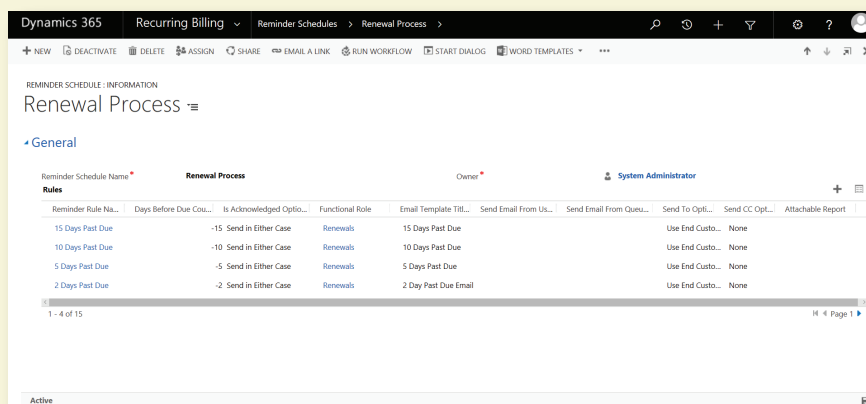 Dynamics 365 Recurring Billing Reminder Schedules > Renewal Process >
+ NEW DEACTIVATE DELETE ASSIGN SHARE EMAIL A LINK RUN WORKFLOW START DIALOG WORD TEMPLATES ...
REMINDER SCHEDULE : INFORMATION
Renewal Process
General
Reminder Schedule Name* Renewal Process Owner* System Administrator
Rules
Reminder Rule Na... Days Before Due Cou... Is Acknowledged Optio... Functional Role Email Template Titl... Send Email From Us... Send Email From Queu... Send To Opti... Send CC Opt... Attachable Report
15 Days Past Due -15 Send in Either Case Renewals 15 Days Past Due Use End Custo... None
10 Days Past Due -10 Send in Either Case Renewals 10 Days Past Due Use End Custo... None
5 Days Past Due -5 Send in Either Case Renewals 5 Days Past Due Use End Custo... None
2 Days Past Due -2 Send in Either Case Renewals 2 Day Past Due Email Use End Custo... None
1 - 4 of 15 Page 1
Active